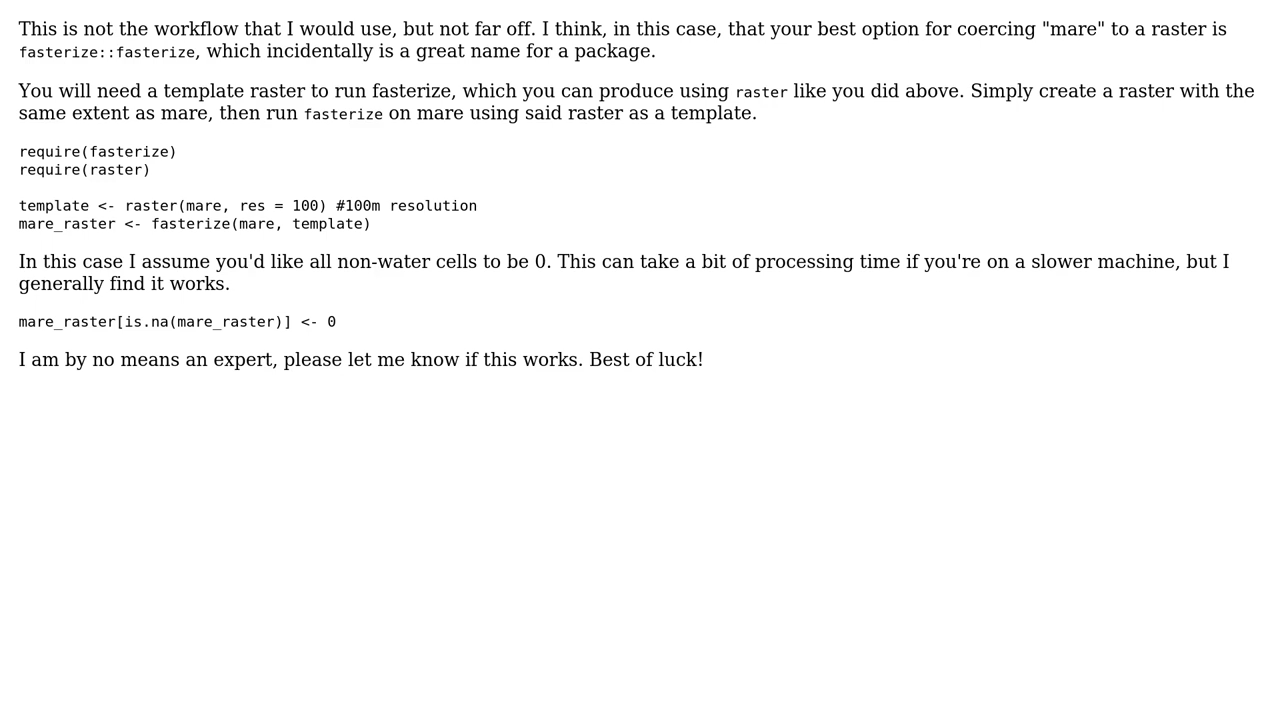 This is not the workflow that I would use, but not far off. I think, in this case, that your best option for coercing "mare" to a raster is
fasterize::fasterize, which incidentally is a great name for a package.
You will need a template raster to run fasterize, which you can produce using raster like you did above. Simply create a raster with the
same extent as mare, then run fasterize on mare using said raster as a template.
require(fasterize)
require(raster)
template <- raster(mare, res = 100) #100m resolution
mare_raster <- fasterize(mare, template)
In this case I assume you'd like all non-water cells to be 0. This can take a bit of processing time if you're on a slower machine, but I
generally find it works.
mare_raster[is.na(mare_raster)] <- 0
I am by no means an expert, please let me know if this works. Best of luck!